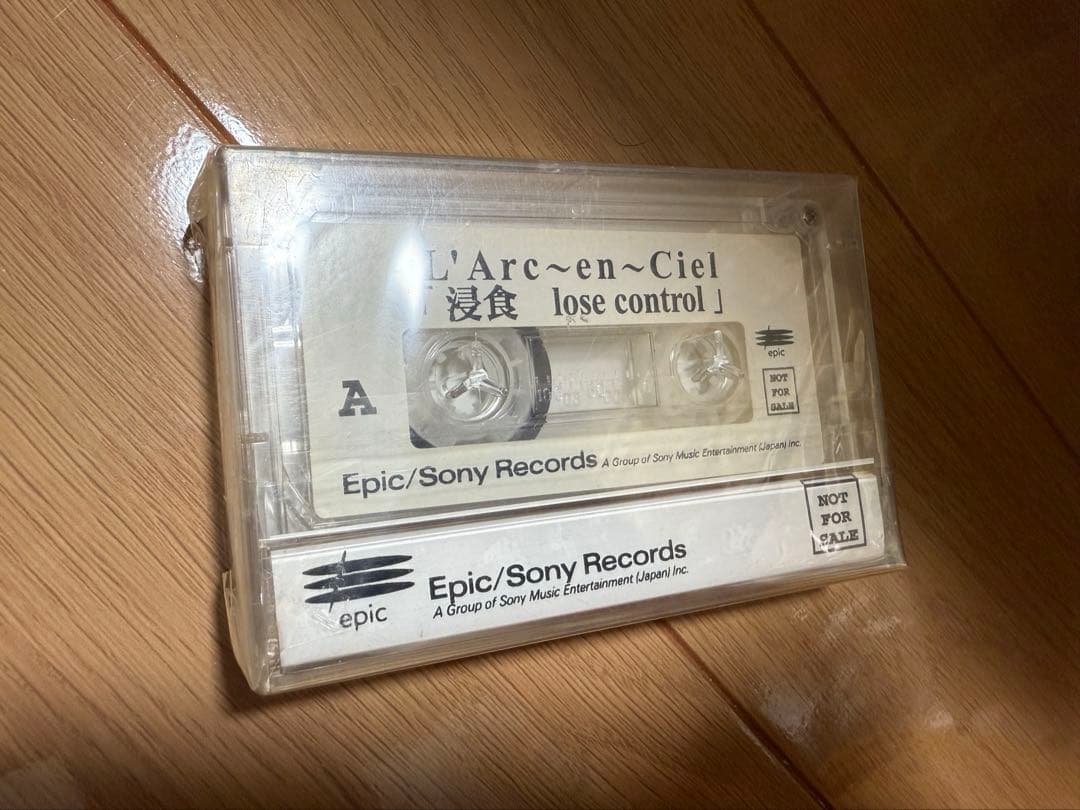 L'Arc～en～Ciel
「浸食 lose control」
epic
A
NOT
FOR
SALE
Epic/Sony Records A Group of Sony Music Entertainment (Japan) Inc.
NOT
FOR
SALE
epic
Epic/Sony Records
A Group of Sony Music Entertainment (Japan) Inc.